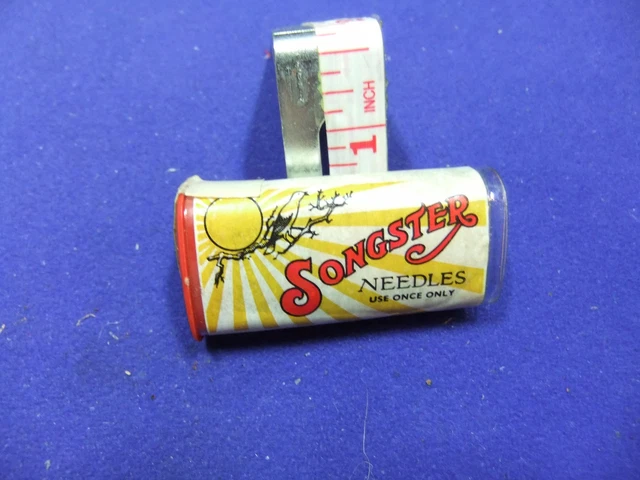 1 INCH
SONGSTER
NEEDLES
USE ONCE ONLY